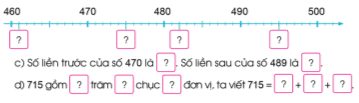 460 470 480 490 500
? ? ? ?
c) Số liền trước của số 470 là ? . Số liền sau của số 489 là ? .
d) 715 gồm ? trăm ? chục ? đơn vị, ta viết 715 = ? + ? + ? .